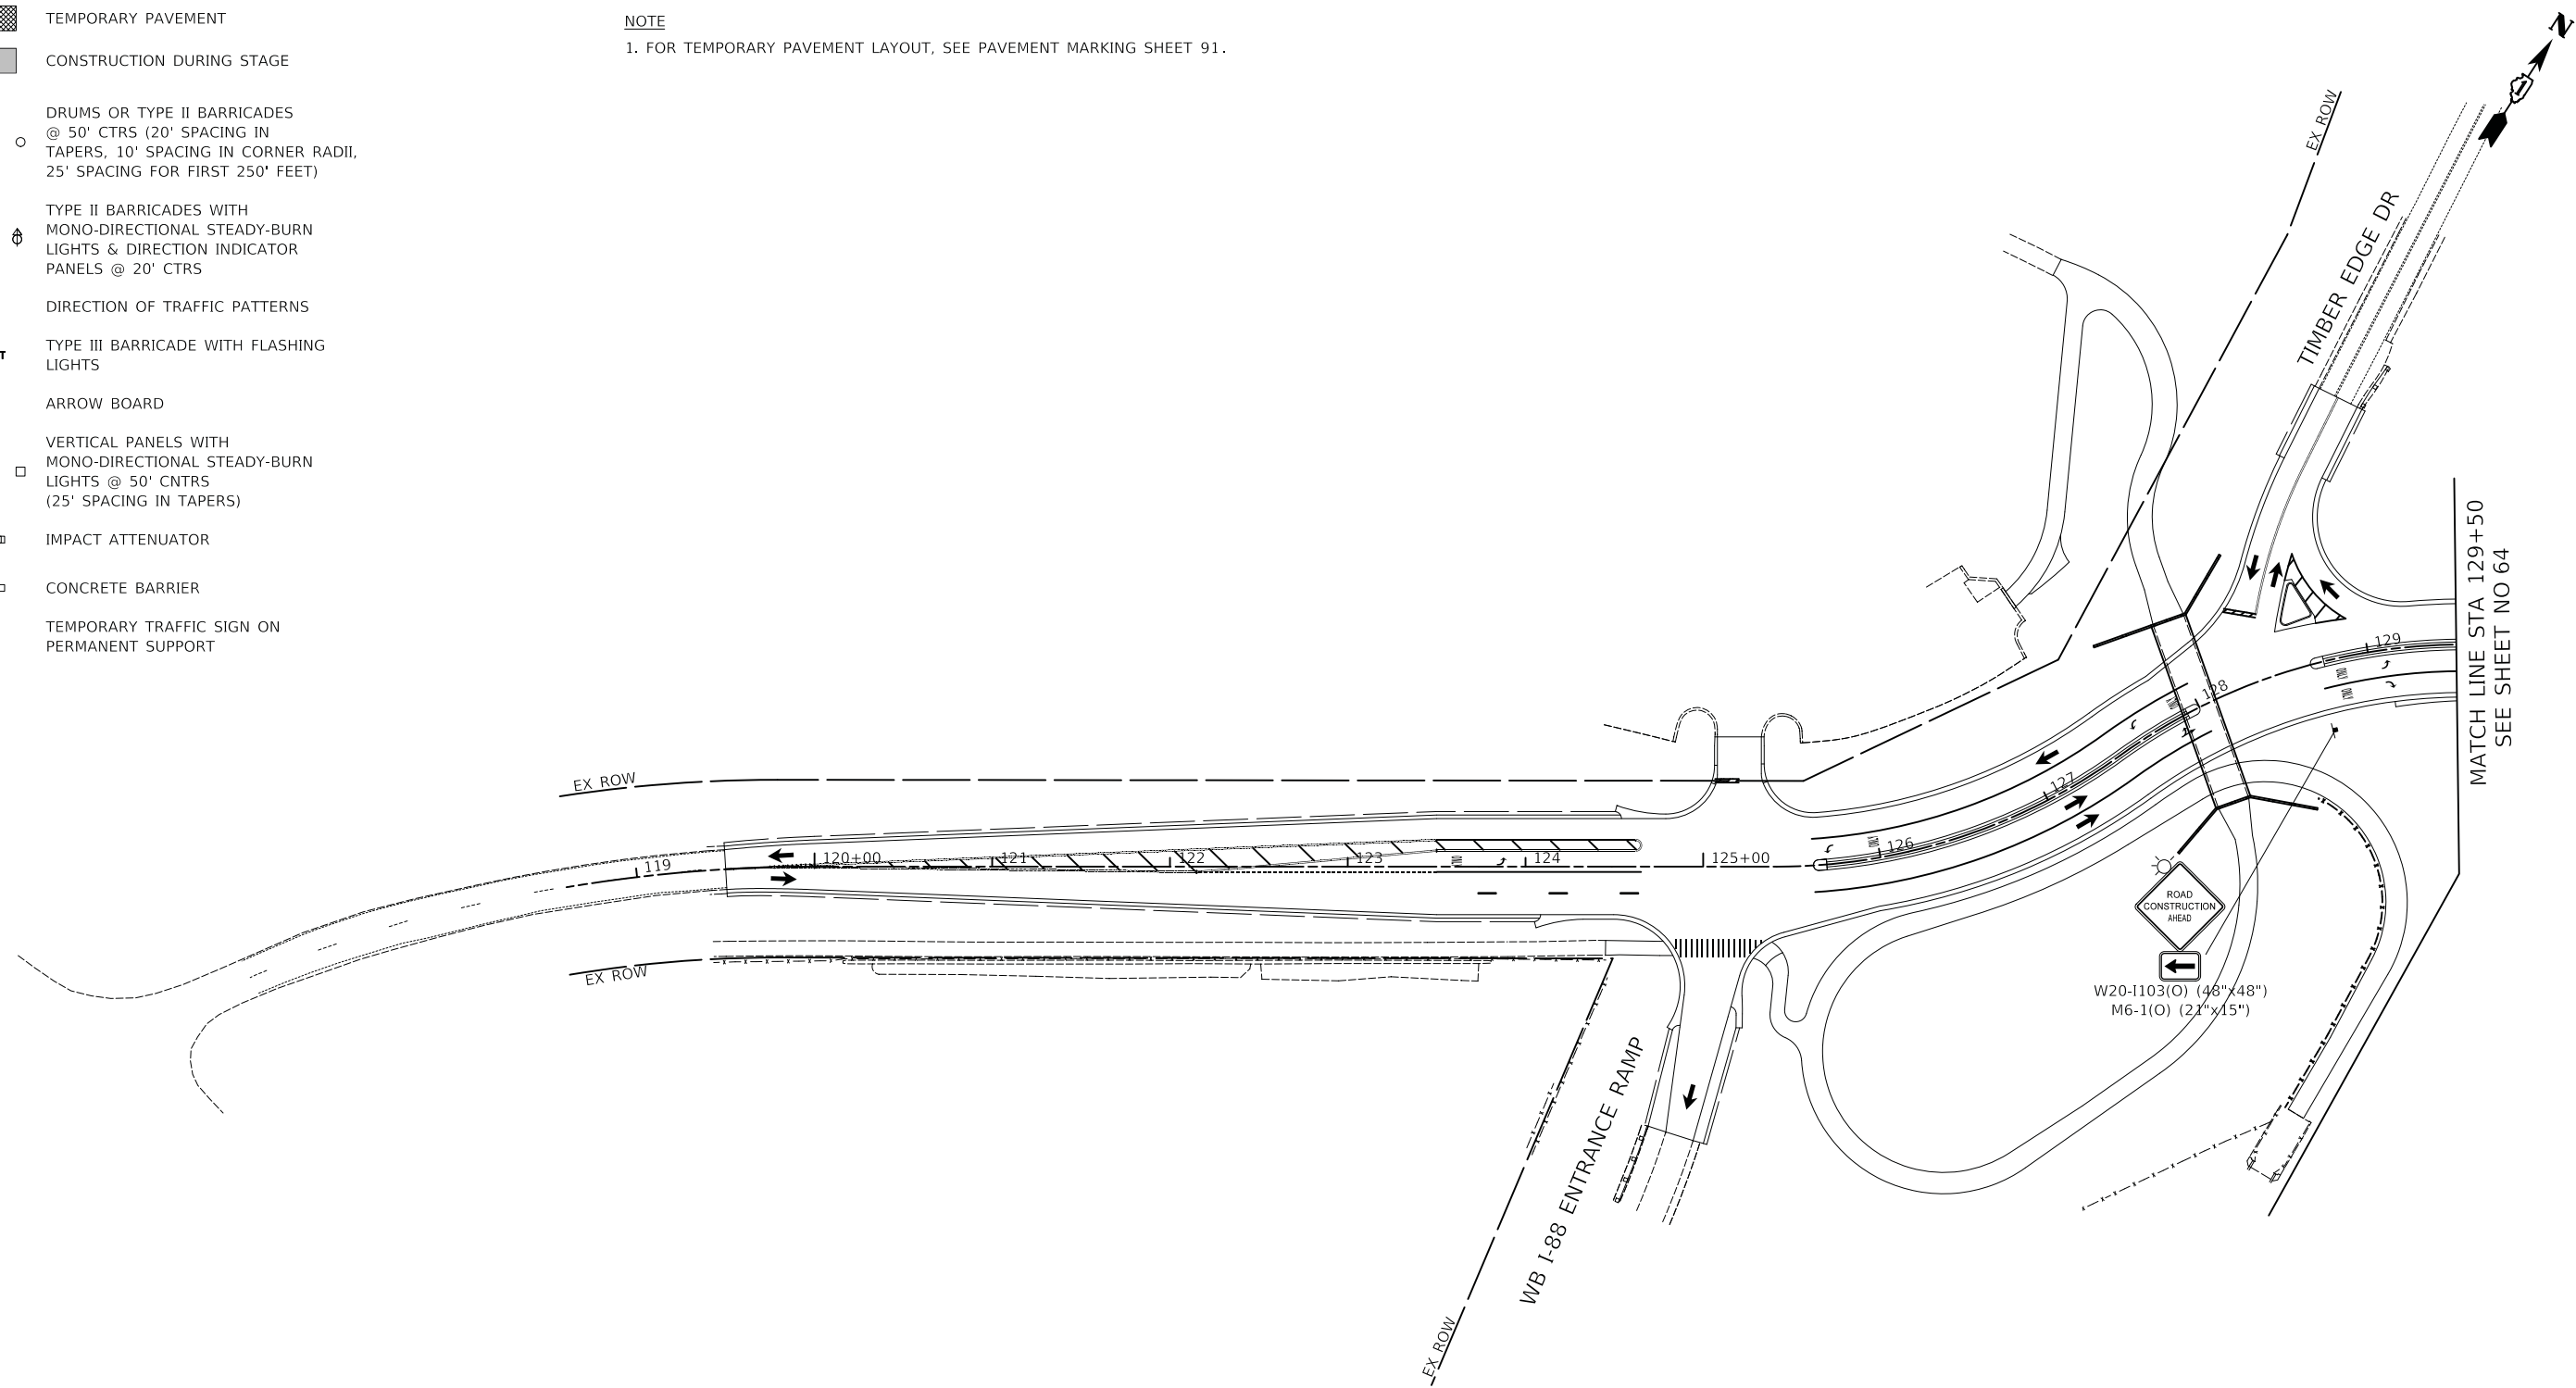 TEMPORARY PAVEMENT
CONSTRUCTION DURING STAGE
DRUMS OR TYPE II BARRICADES
@ 50' CTRS (20' SPACING IN
TAPERS, 10' SPACING IN CORNER RADII,
25' SPACING FOR FIRST 250' FEET)
TYPE II BARRICADES WITH
MONO-DIRECTIONAL STEADY-BURN
LIGHTS & DIRECTION INDICATOR
PANELS @ 20' CTRS
DIRECTION OF TRAFFIC PATTERNS
TYPE III BARRICADE WITH FLASHING
LIGHTS
ARROW BOARD
VERTICAL PANELS WITH
MONO-DIRECTIONAL STEADY-BURN
LIGHTS @ 50' CNTRS
(25' SPACING IN TAPERS)
IMPACT ATTENUATOR
CONCRETE BARRIER
TEMPORARY TRAFFIC SIGN ON
PERMANENT SUPPORT
NOTE
1. FOR TEMPORARY PAVEMENT LAYOUT, SEE PAVEMENT MARKING SHEET 91.
N
EX ROW
TIMBER EDGE DR
MATCH LINE STA 129+50
SEE SHEET NO 64
EX ROW
119
120+00
121
122
123
124
125+00
126
127
128
129
ONLY
ONLY
ONLY
ONLY
ONLY
EX ROW
WB I-88 ENTRANCE RAMP
EX ROW
ROAD
CONSTRUCTION
AHEAD
W20-I103(O) (48"x48")
M6-1(O) (21"x15")